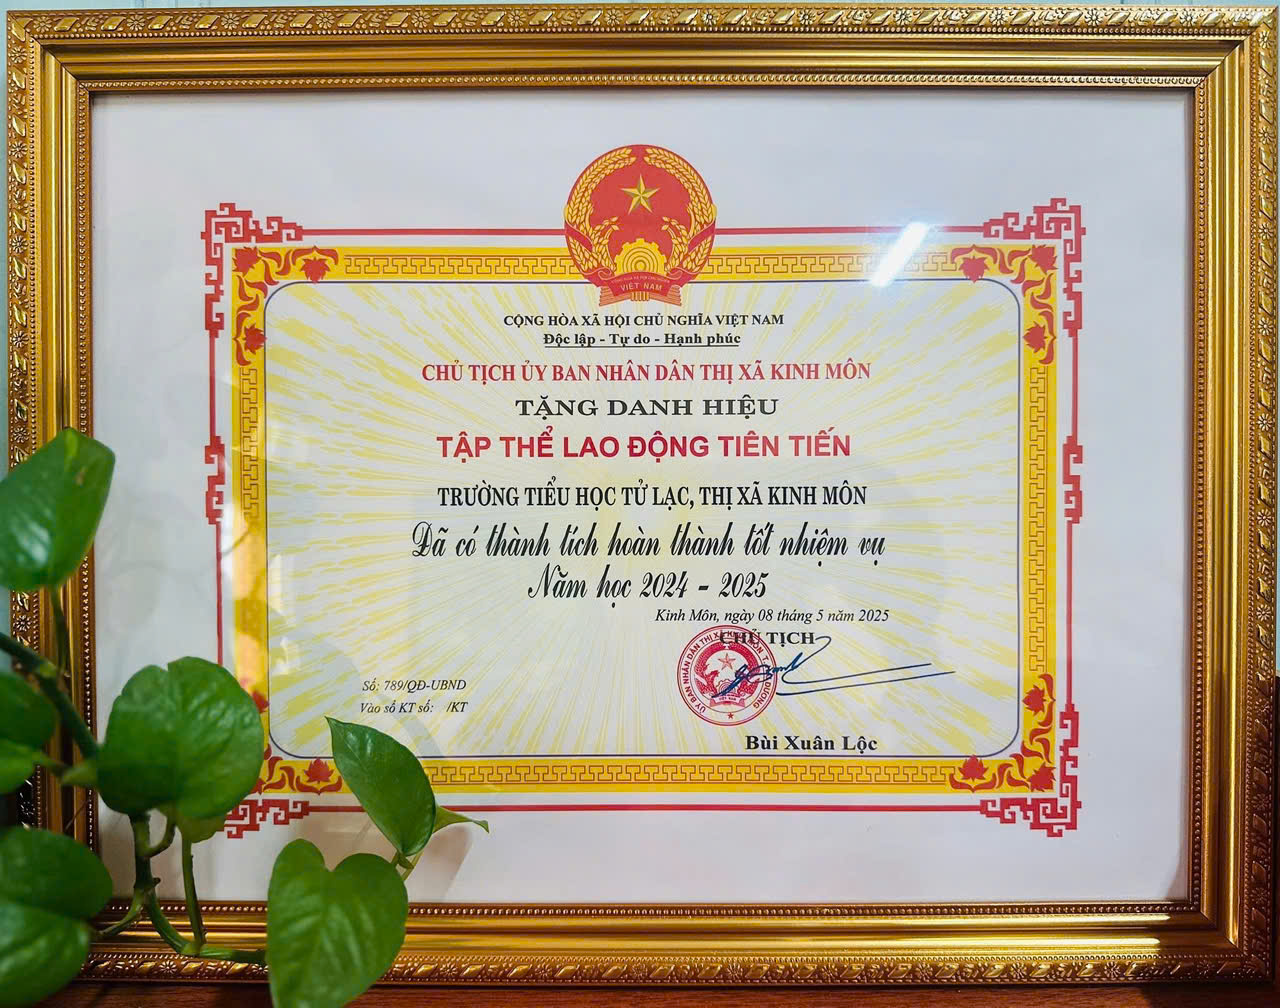 VIỆT NAM
CỘNG HÒA XÃ HỘI CHỦ NGHĨA VIỆT NAM
Độc lập - Tự do - Hạnh phúc
CHỦ TỊCH ỦY BAN NHÂN DÂN THỊ XÃ KINH MÔN
TẶNG DANH HIỆU
TẬP THỂ LAO ĐỘNG TIÊN TIẾN
TRƯỜNG TIỂU HỌC TỬ LẠC, THỊ XÃ KINH MÔN
Đã có thành tích hoàn thành tốt nhiệm vụ
Năm học 2024 - 2025
Kinh Môn, ngày 08 tháng 5 năm 2025
CHỦ TỊCH
Số: 789/QĐ-UBND
Vào sổ KT số: /KT
Bùi Xuân Lộc